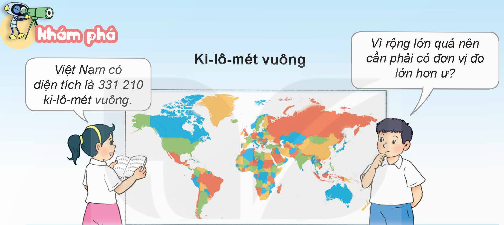 Khám phá
Ki-lô-mét vuông
Việt Nam có
diện tích là 331 210
ki-lô-mét vuông.
Vì rộng lớn quá nên
cần phải có đơn vị đo
lớn hơn ư?